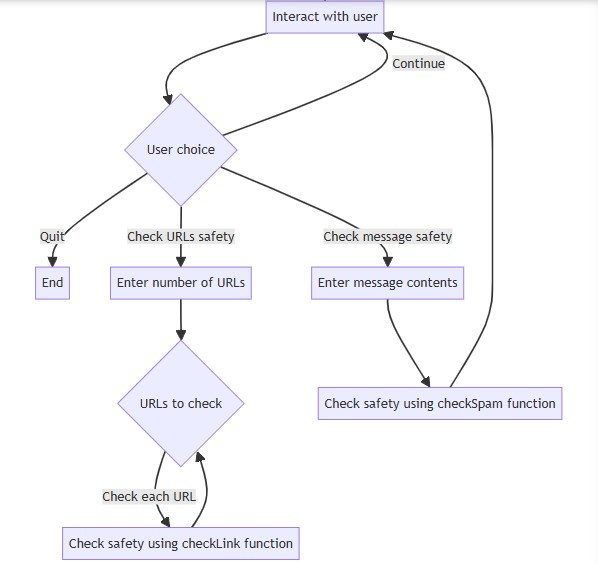 Interact with user
Continue
User choice
Quit
Check URLs safety
Check message safety
End
Enter number of URLs
Enter message contents
URLs to check
Check safety using checkSpam function
Check each URL
Check safety using checkLink function